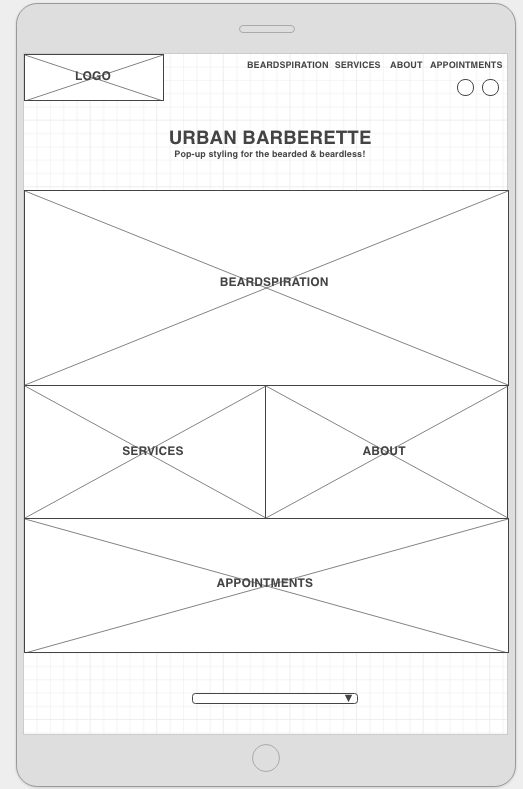 LOGO
BEARDSPIRATION SERVICES ABOUT APPOINTMENTS
URBAN BARBERETTE
Pop-up styling for the bearded & beardless!
BEARDSPIRATION
SERVICES
ABOUT
APPOINTMENTS